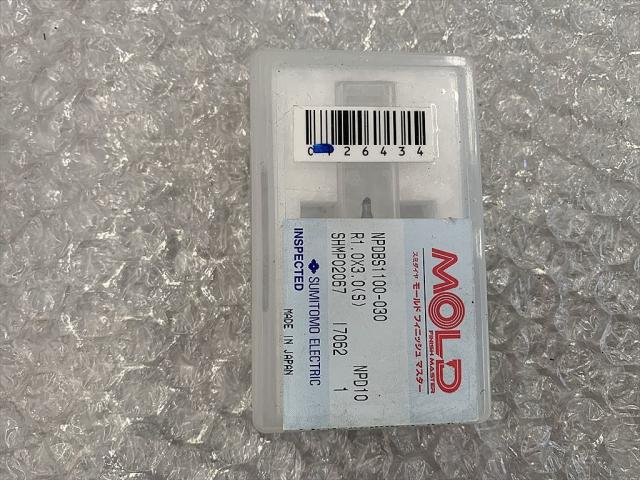 0126434
MOLD
FINISH MASTER
スミダイヤ モールド フィニッシュ マスター
NPDBS1100-030 NPD10
R1.0X3.0(S)
SHMP02067 17062 1
SUMITOMO ELECTRIC
INSPECTED
MADE IN JAPAN